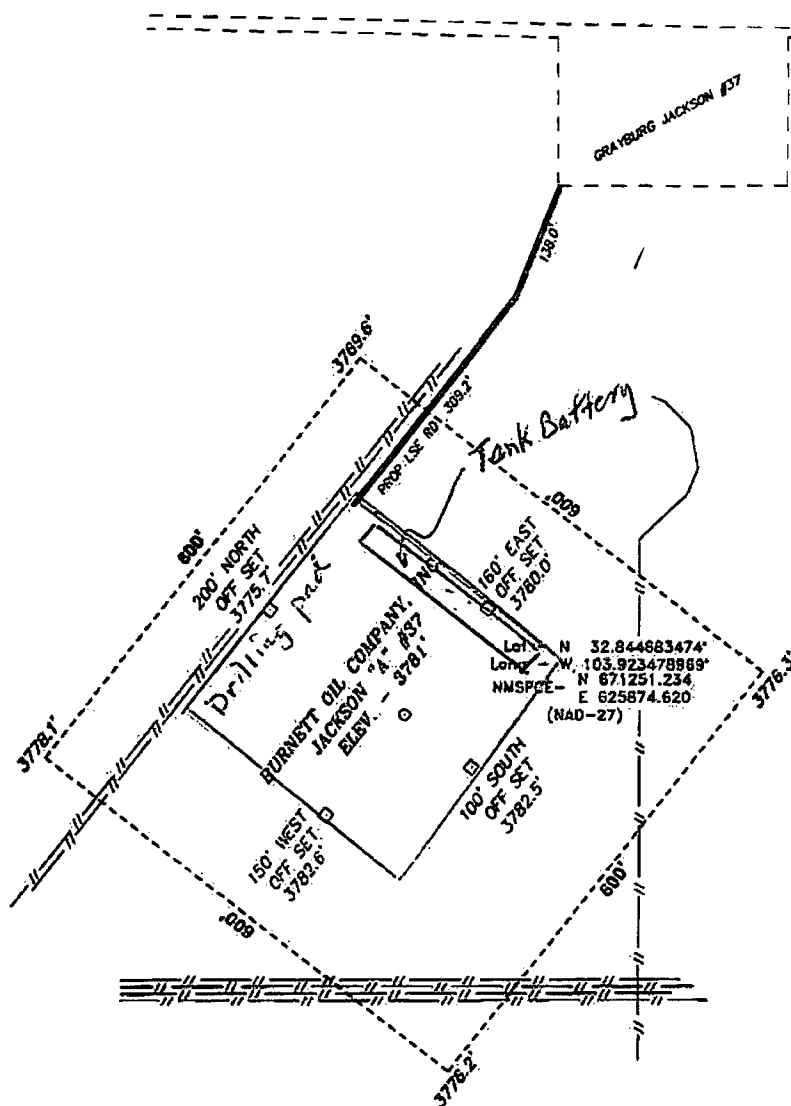 GRAYBURG JACKSON #37
138.0'
3789.6'
PROP LSE RD! 309.2'
Tank Battery
600'
600'
200' NORTH
OFF SET
3775.7'
Drilling pad
160' EAST
OFF SET
3780.0'
BURNETT OIL COMPANY, INC.
JACKSON "A" #37
ELEV. - 3781'
Lat. - N 32.844683474°
Long - W 103.923478969°
NMSPCE- N 671251.234
E 625874.620
(NAD-27)
3776.3'
3778.1'
100' SOUTH
OFF SET
3782.5'
150' WEST
OFF SET
3782.6'
600'
600'
3776.2'